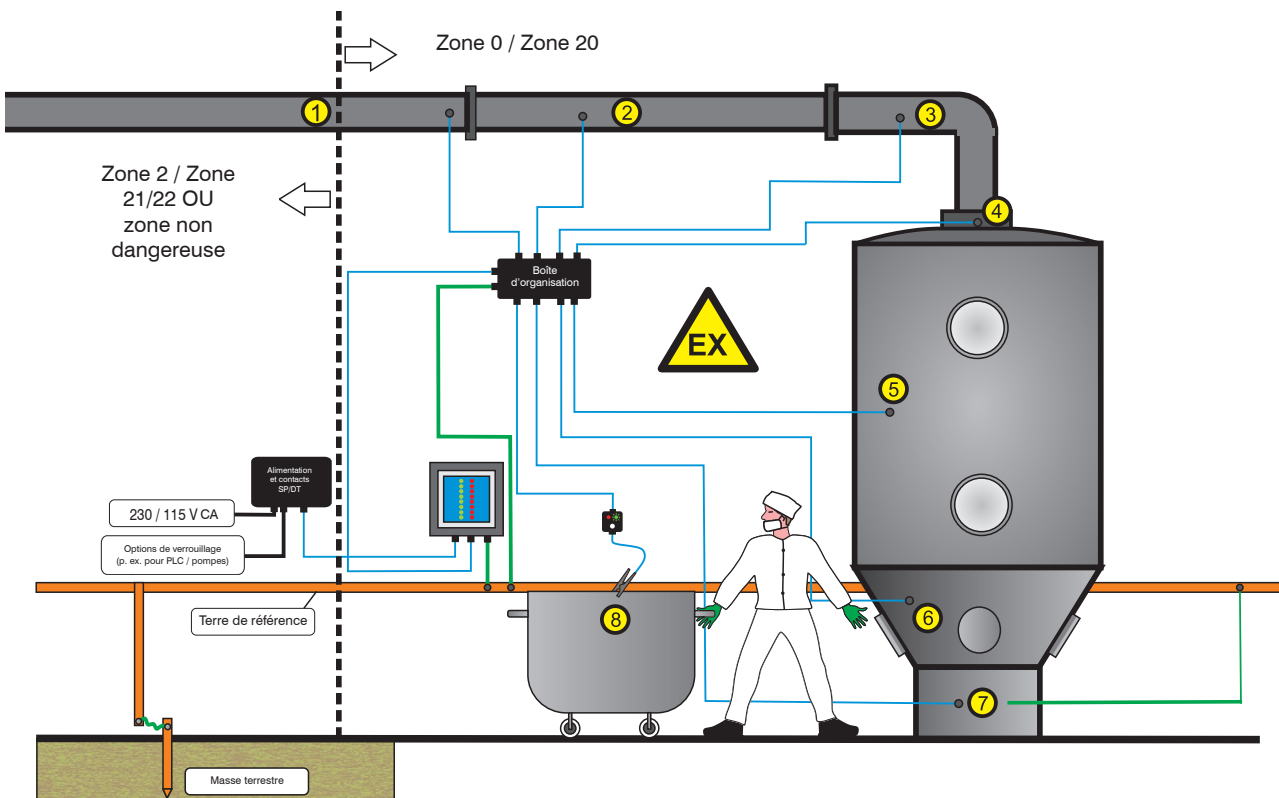 Zone 0 / Zone 20
1
2
3
Zone 2 / Zone
21/22 OU
zone non
dangereuse
4
Boîte
d'organisation
EX
5
Alimentation
et contacts
SP/DT
230 / 115 V CA
Options de verrouillage
(p. ex. pour PLC / pompes)
Terre de référence
8
6
7
Masse terrestre